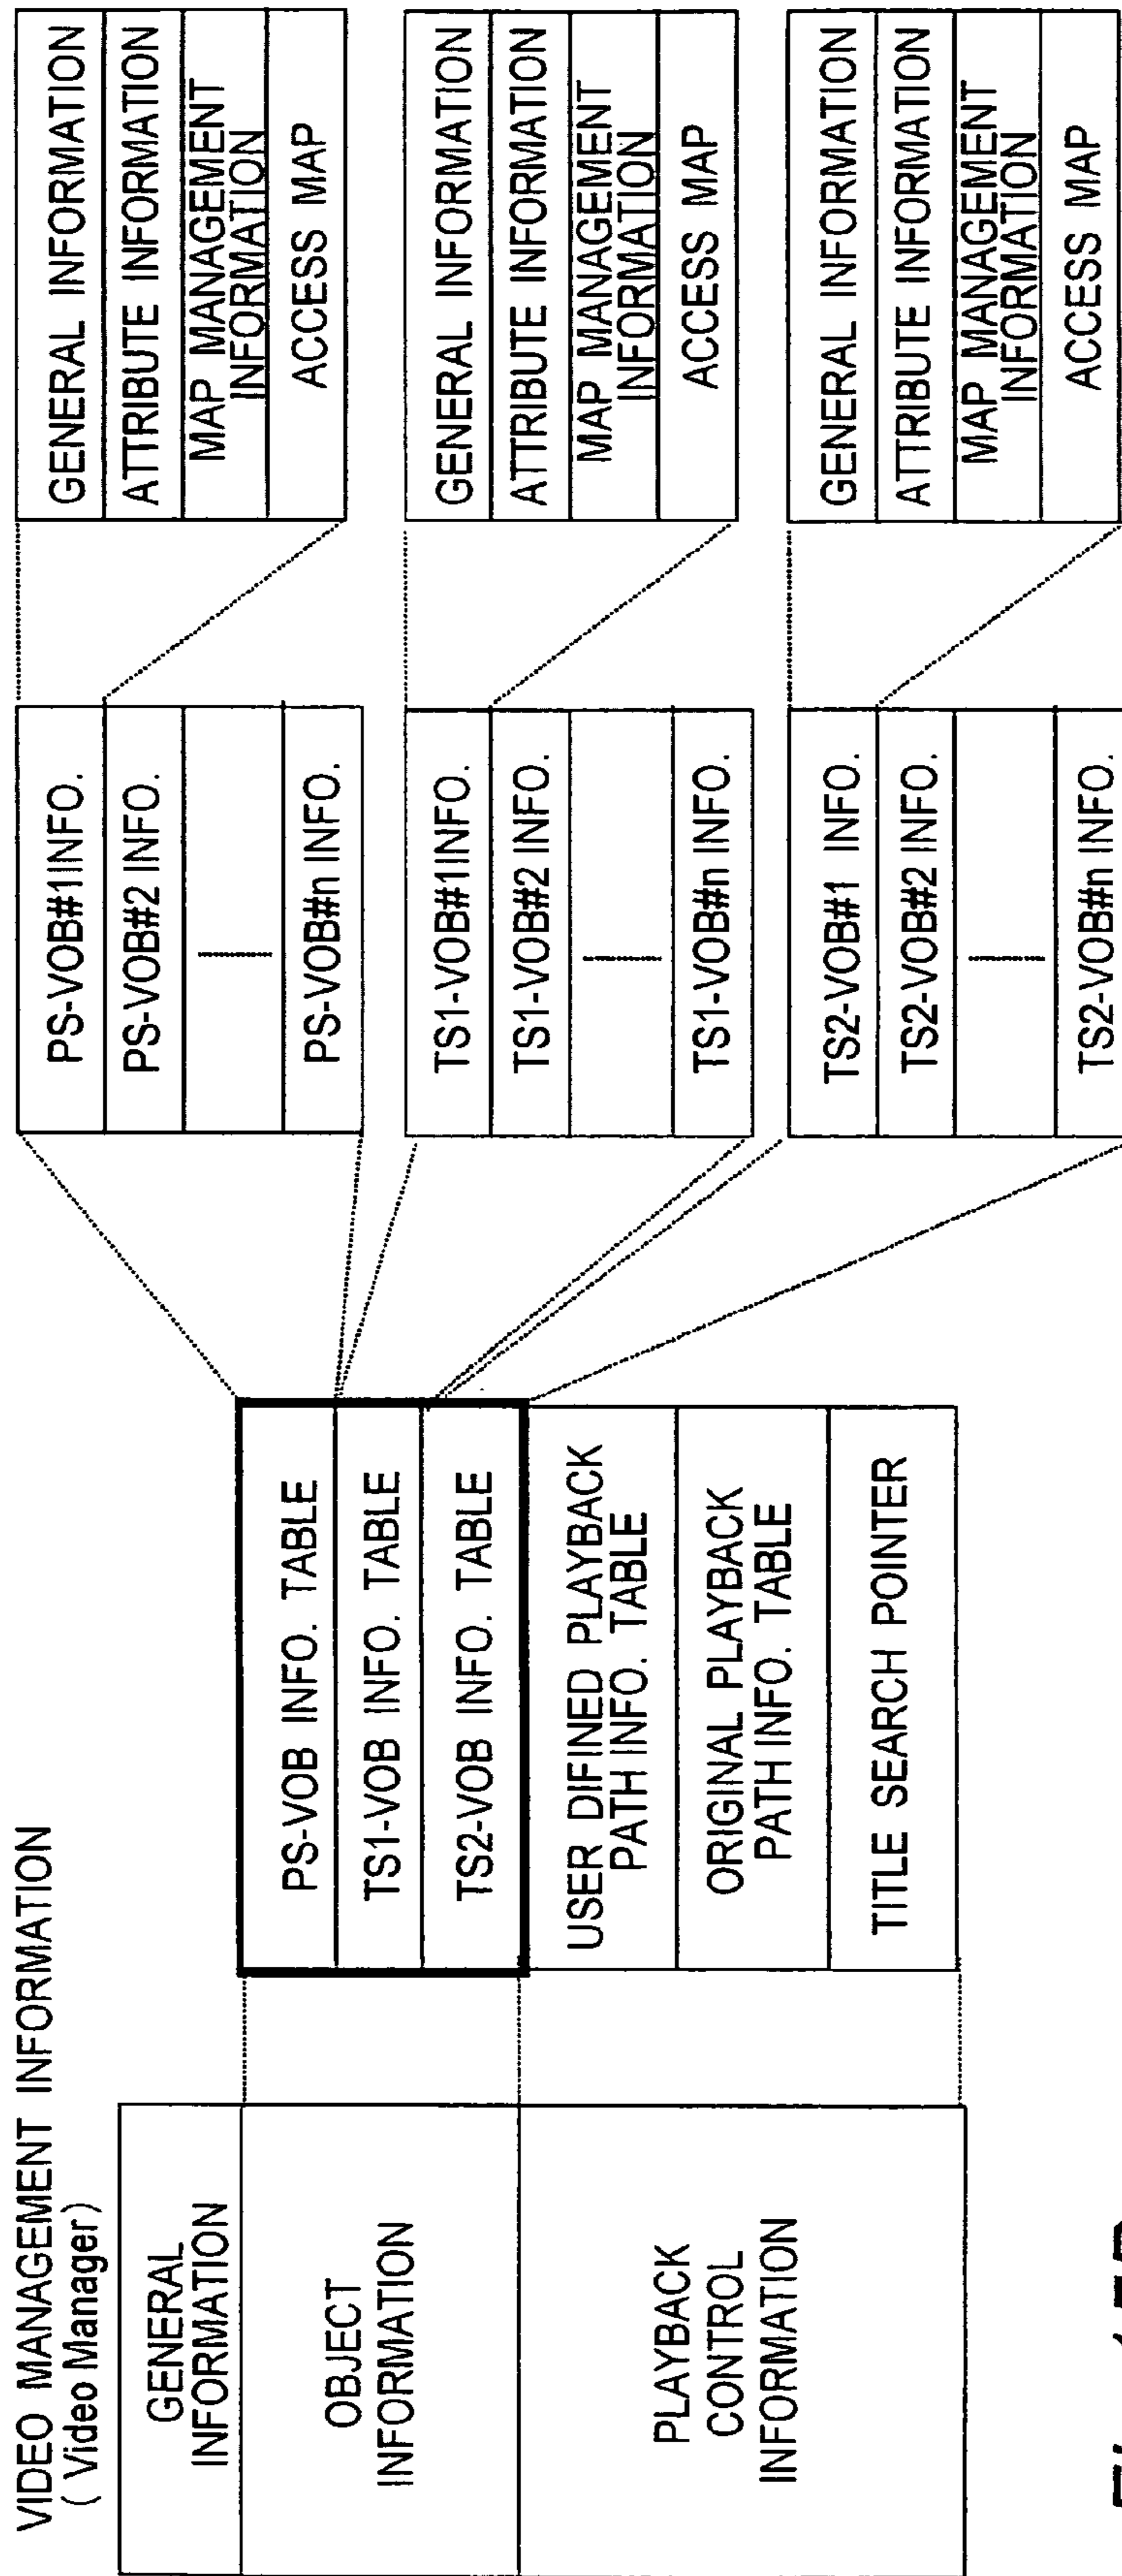 VIDEO MANAGEMENT INFORMATION
( Video Manager)
GENERAL
INFORMATION
OBJECT
INFORMATION
PLAYBACK
CONTROL
INFORMATION
PS-VOB INFO. TABLE
TS1-VOB INFO. TABLE
TS2-VOB INFO. TABLE
USER DIFINED PLAYBACK
PATH INFO. TABLE
ORIGINAL PLAYBACK
PATH INFO. TABLE
TITLE SEARCH POINTER
PS-VOB#1INFO.
PS-VOB#2 INFO.
PS-VOB#n INFO.
TS1-VOB#1INFO.
TS1-VOB#2 INFO.
TS1-VOB#n INFO.
TS2-VOB#1 INFO.
TS2-VOB#2 INFO.
TS2-VOB#n INFO.
GENERAL INFORMATION
ATTRIBUTE INFORMATION
MAP MANAGEMENT
INFORMATION
ACCESS MAP
GENERAL INFORMATION
ATTRIBUTE INFORMATION
MAP MANAGEMENT
INFORMATION
ACCESS MAP
GENERAL INFORMATION
ATTRIBUTE INFORMATION
MAP MANAGEMENT
INFORMATION
ACCESS MAP